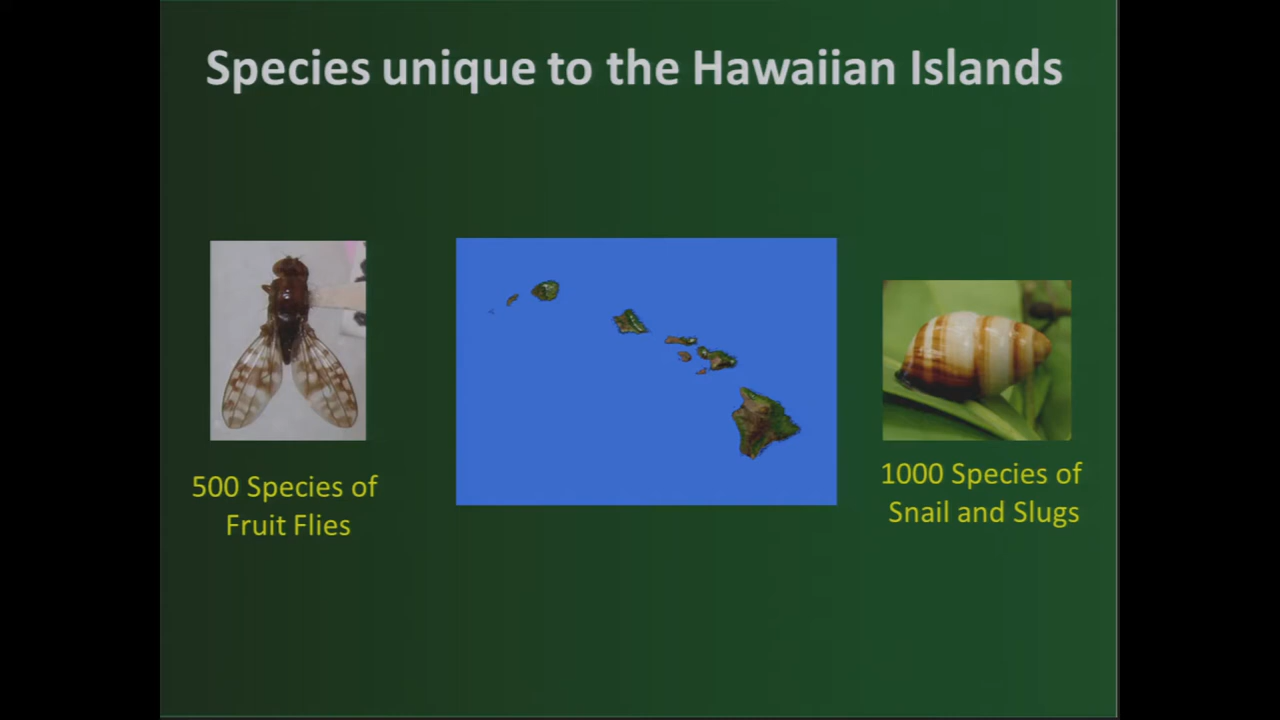 Species unique to the Hawaiian Islands
500 Species of
Fruit Flies
1000 Species of
Snail and Slugs